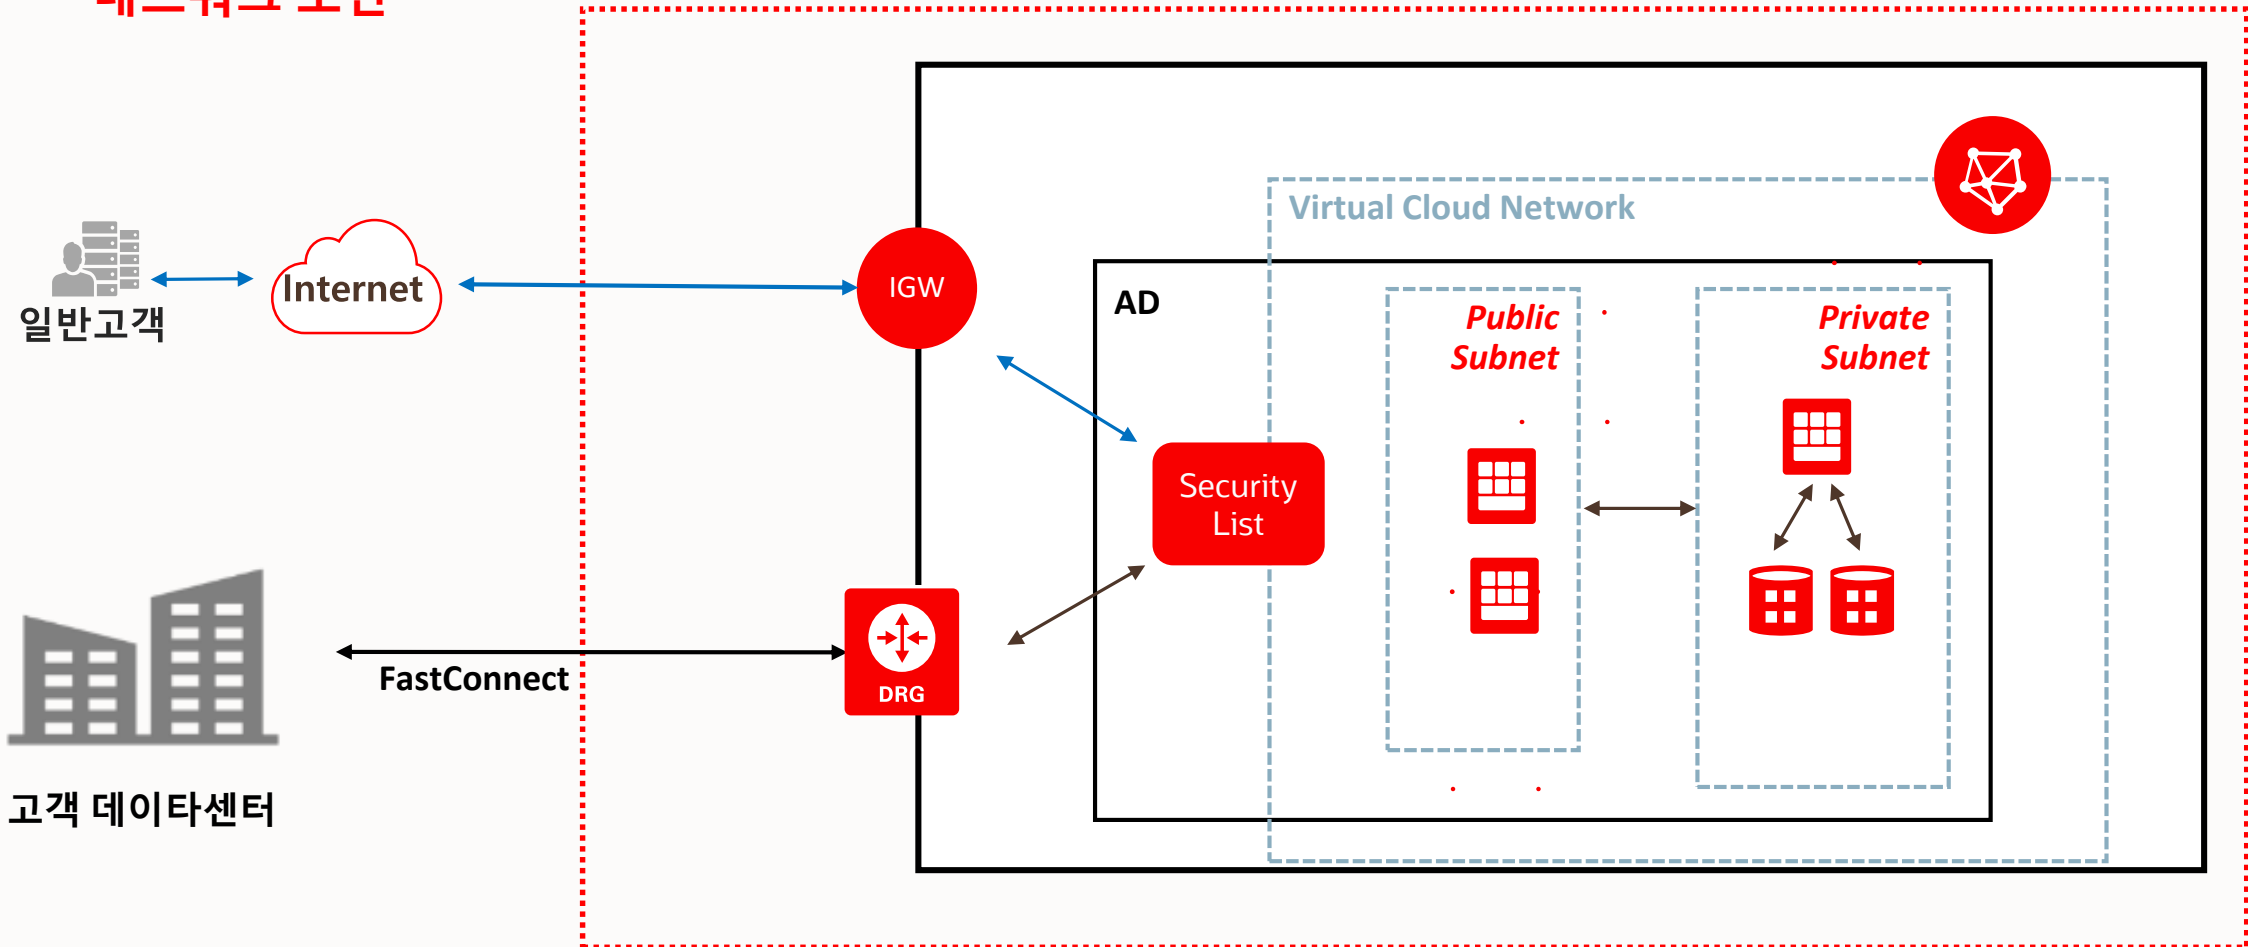 Virtual Cloud Network
IGW
Internet
일반고객
AD
Public
Subnet
Private
Subnet
Security
List
FastConnect
DRG
고객 데이타센터